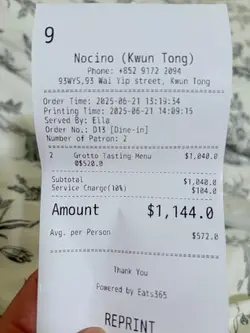 9
Nocino (Kwun Tong)
Phone: +852 9172 2094
93WYS,93 Wai Yip street, Kwun Tong
Order Time: 2025-06-21 13:19:34
Printing Time: 2025-06-21 14:09:15
Served By: Ella
Order No.: D13 [Dine-in]
Number of Patron: 2
2 Grotto Tasting Menu $1,040.0
@$520.0
Subtotal $1,040.0
Service Charge(10%) $104.0
Amount $1,144.0
Avg. per Person $572.0
Thank You
Powered by Eats365
REPRINT